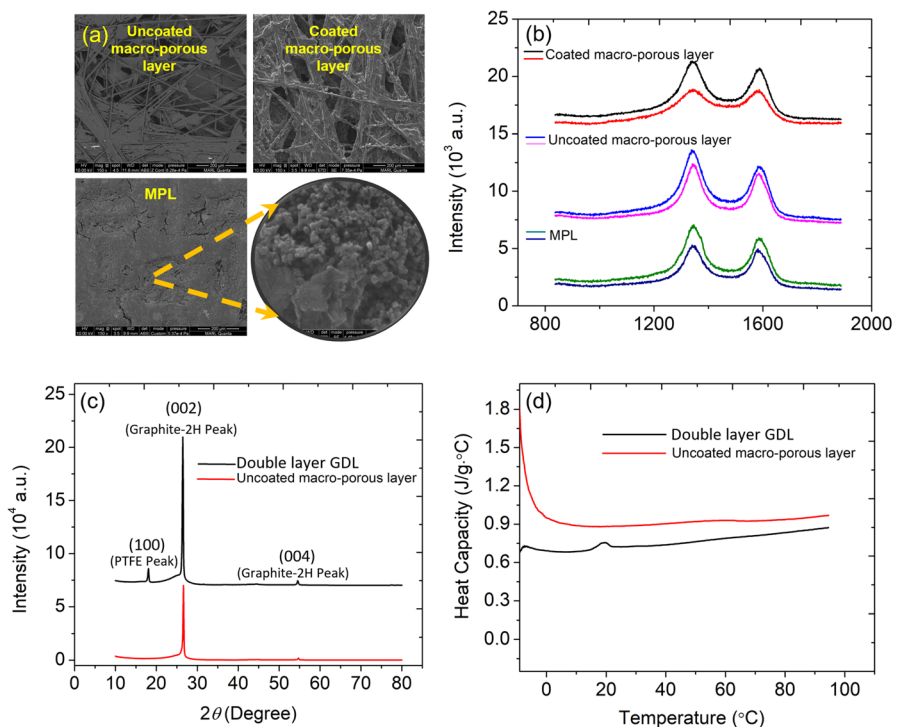 (a)
Uncoated
macro-porous
layer
Coated
macro-porous
layer
MPL
(b)
Coated macro-porous layer
Uncoated macro-porous layer
MPL
Intensity (10³ a.u.)
25
20
15
10
5
0
800 1200 1600 2000
(c)
(002)
(Graphite-2H Peak)
Double layer GDL
Uncoated macro-porous layer
(100)
(PTFE Peak)
(004)
(Graphite-2H Peak)
Intensity (10⁴ a.u.)
25
20
15
10
5
0
0 10 20 30 40 50 60 70 80
2θ (Degree)
(d)
Double layer GDL
Uncoated macro-porous layer
Heat Capacity (J/g·°C)
1.8
1.5
1.2
0.9
0.6
0.3
0.0
0 20 40 60 80 100
Temperature (°C)